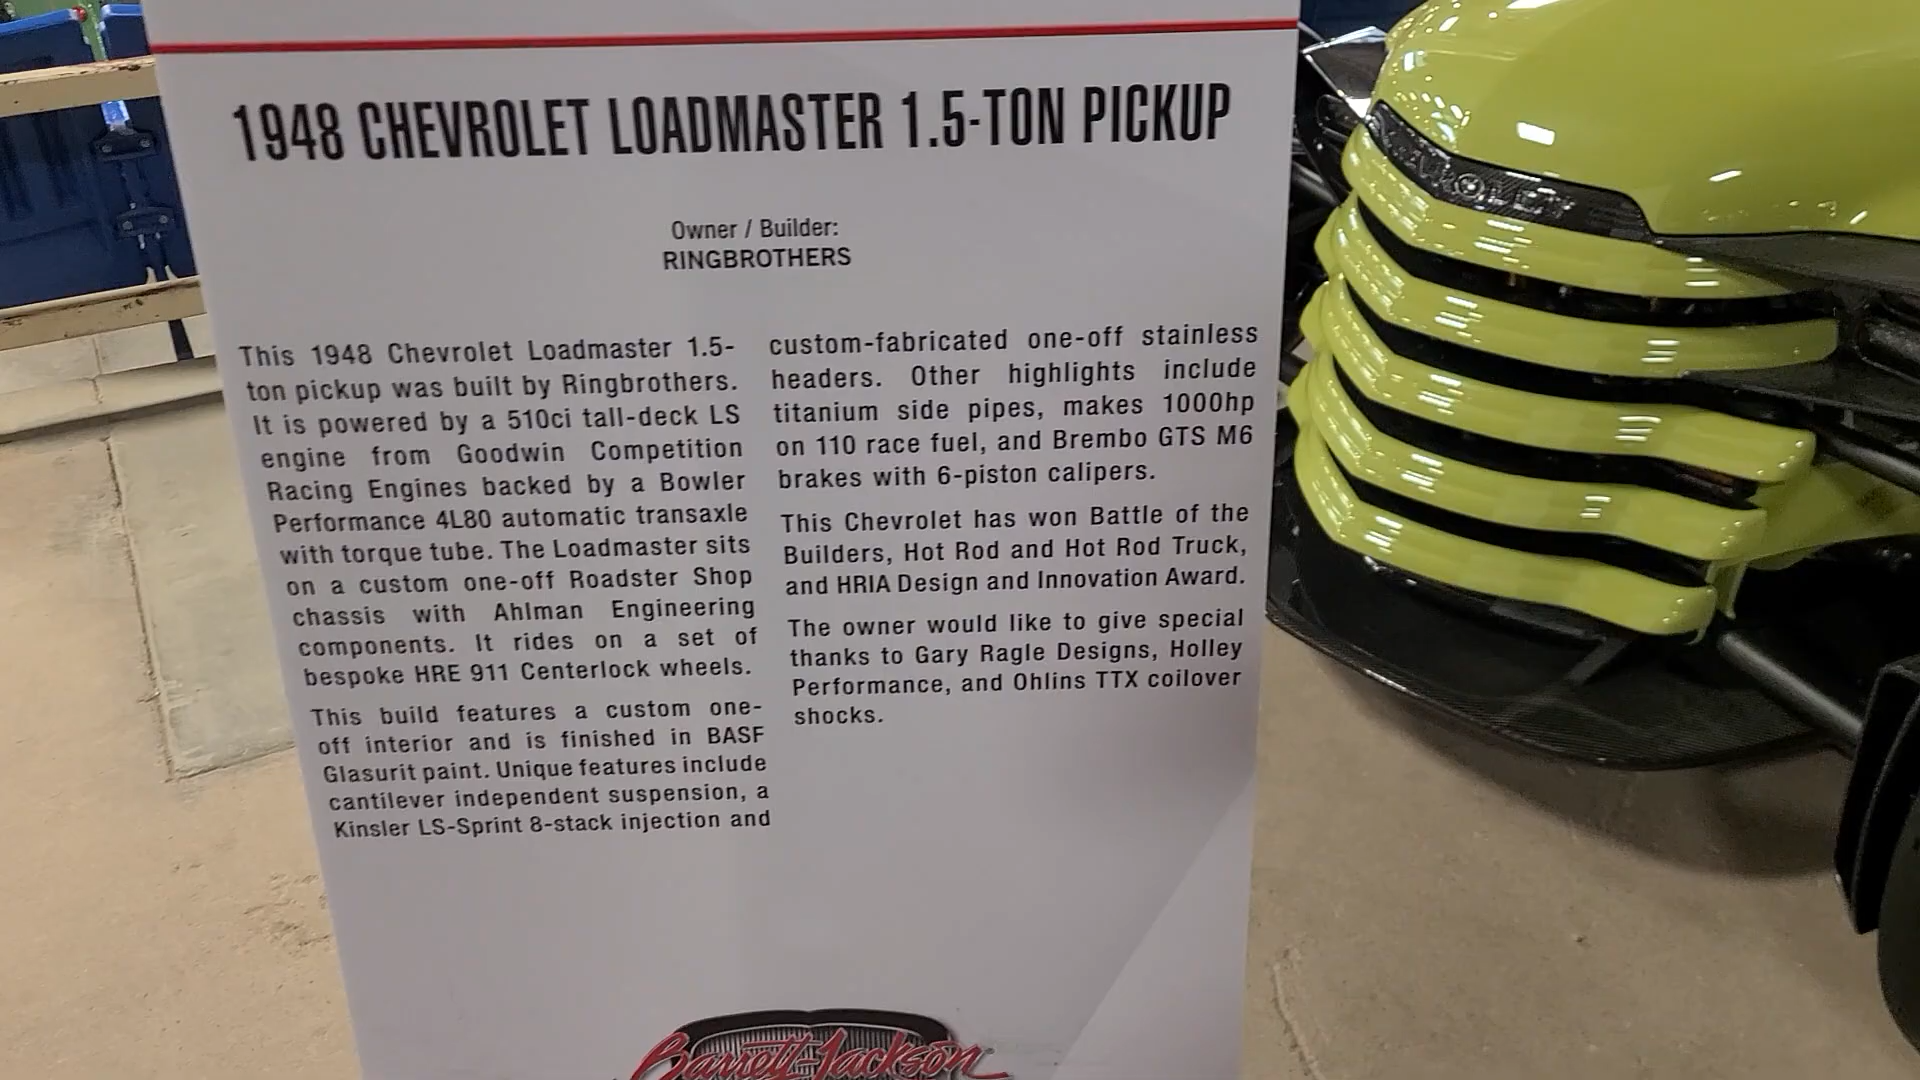 1948 CHEVROLET LOADMASTER 1.5-TON PICKUP
Owner / Builder:
RINGBROTHERS
This 1948 Chevrolet Loadmaster 1.5-
ton pickup was built by Ringbrothers.
It is powered by a 510ci tall-deck LS
engine from Goodwin Competition
Racing Engines backed by a Bowler
Performance 4L80 automatic transaxle
with torque tube. The Loadmaster sits
on a custom one-off Roadster Shop
chassis with Ahlman Engineering
components. It rides on a set of
bespoke HRE 911 Centerlock wheels.
This build features a custom one-
off interior and is finished in BASF
Glasurit paint. Unique features include
cantilever independent suspension, a
Kinsler LS-Sprint 8-stack injection and
custom-fabricated one-off stainless
headers. Other highlights include
titanium side pipes, makes 1000hp
on 110 race fuel, and Brembo GTS M6
brakes with 6-piston calipers.
This Chevrolet has won Battle of the
Builders, Hot Rod and Hot Rod Truck,
and HRIA Design and Innovation Award.
The owner would like to give special
thanks to Gary Ragle Designs, Holley
Performance, and Ohlins TTX coilover
shocks.
Barrett-Jackson